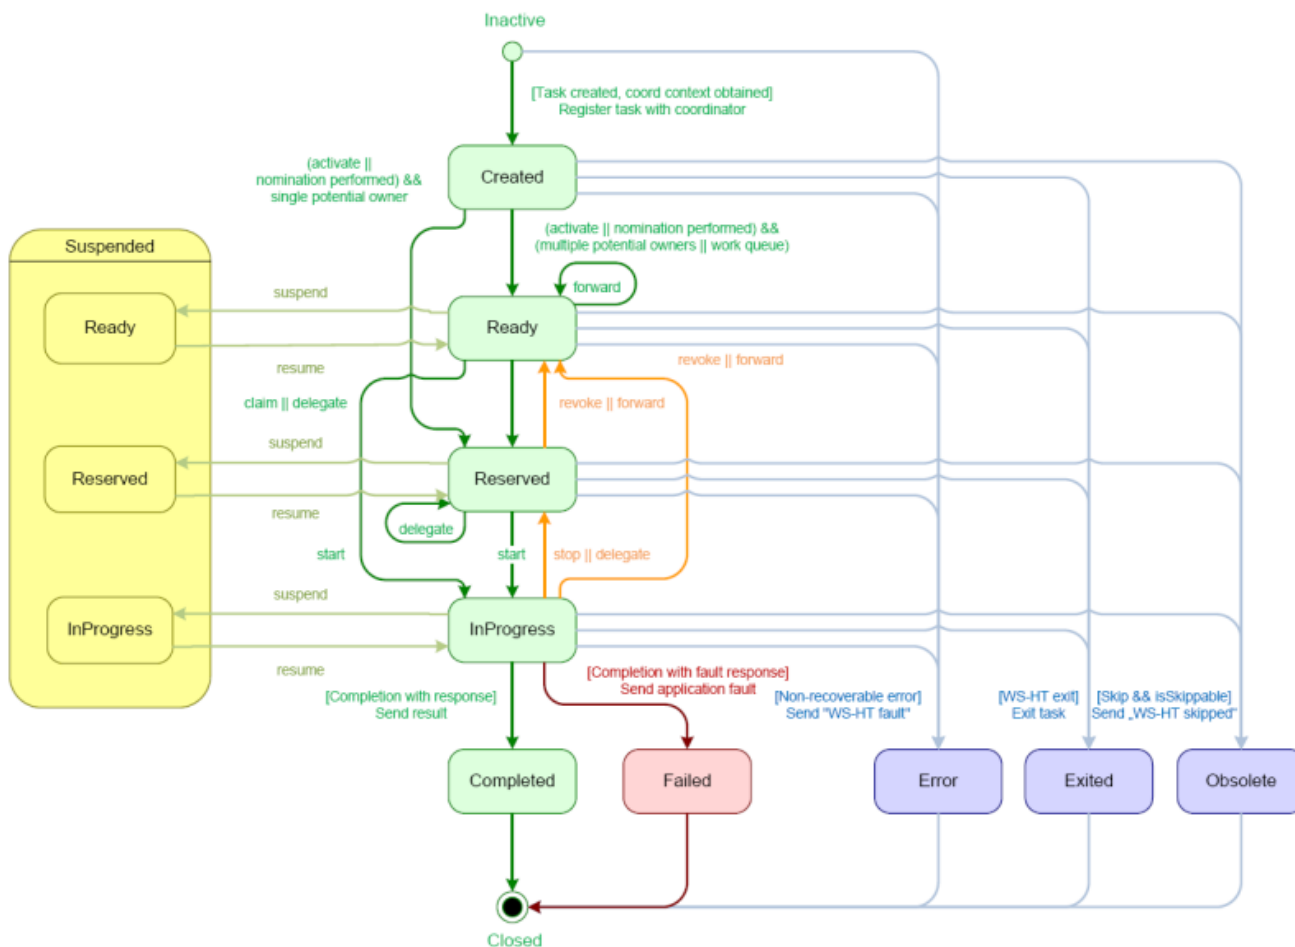 Inactive
[Task created, coord context obtained]
Register task with coordinator
(activate ||
nomination performed) &&
single potential owner
Created
(activate || nomination performed) &&
(multiple potential owners || work queue)
Suspended
forward
suspend
Ready
Ready
resume
revoke || forward
claim || delegate
revoke || forward
suspend
Reserved
Reserved
resume
delegate
start
start
stop || delegate
suspend
InProgress
InProgress
resume
[Completion with response]
Send result
[Completion with fault response]
Send application fault
[Non-recoverable error]
Send "WS-HT fault"
[WS-HT exit]
Exit task
[Skip && isSkippable]
Send „WS-HT skipped"
Completed
Failed
Error
Exited
Obsolete
Closed